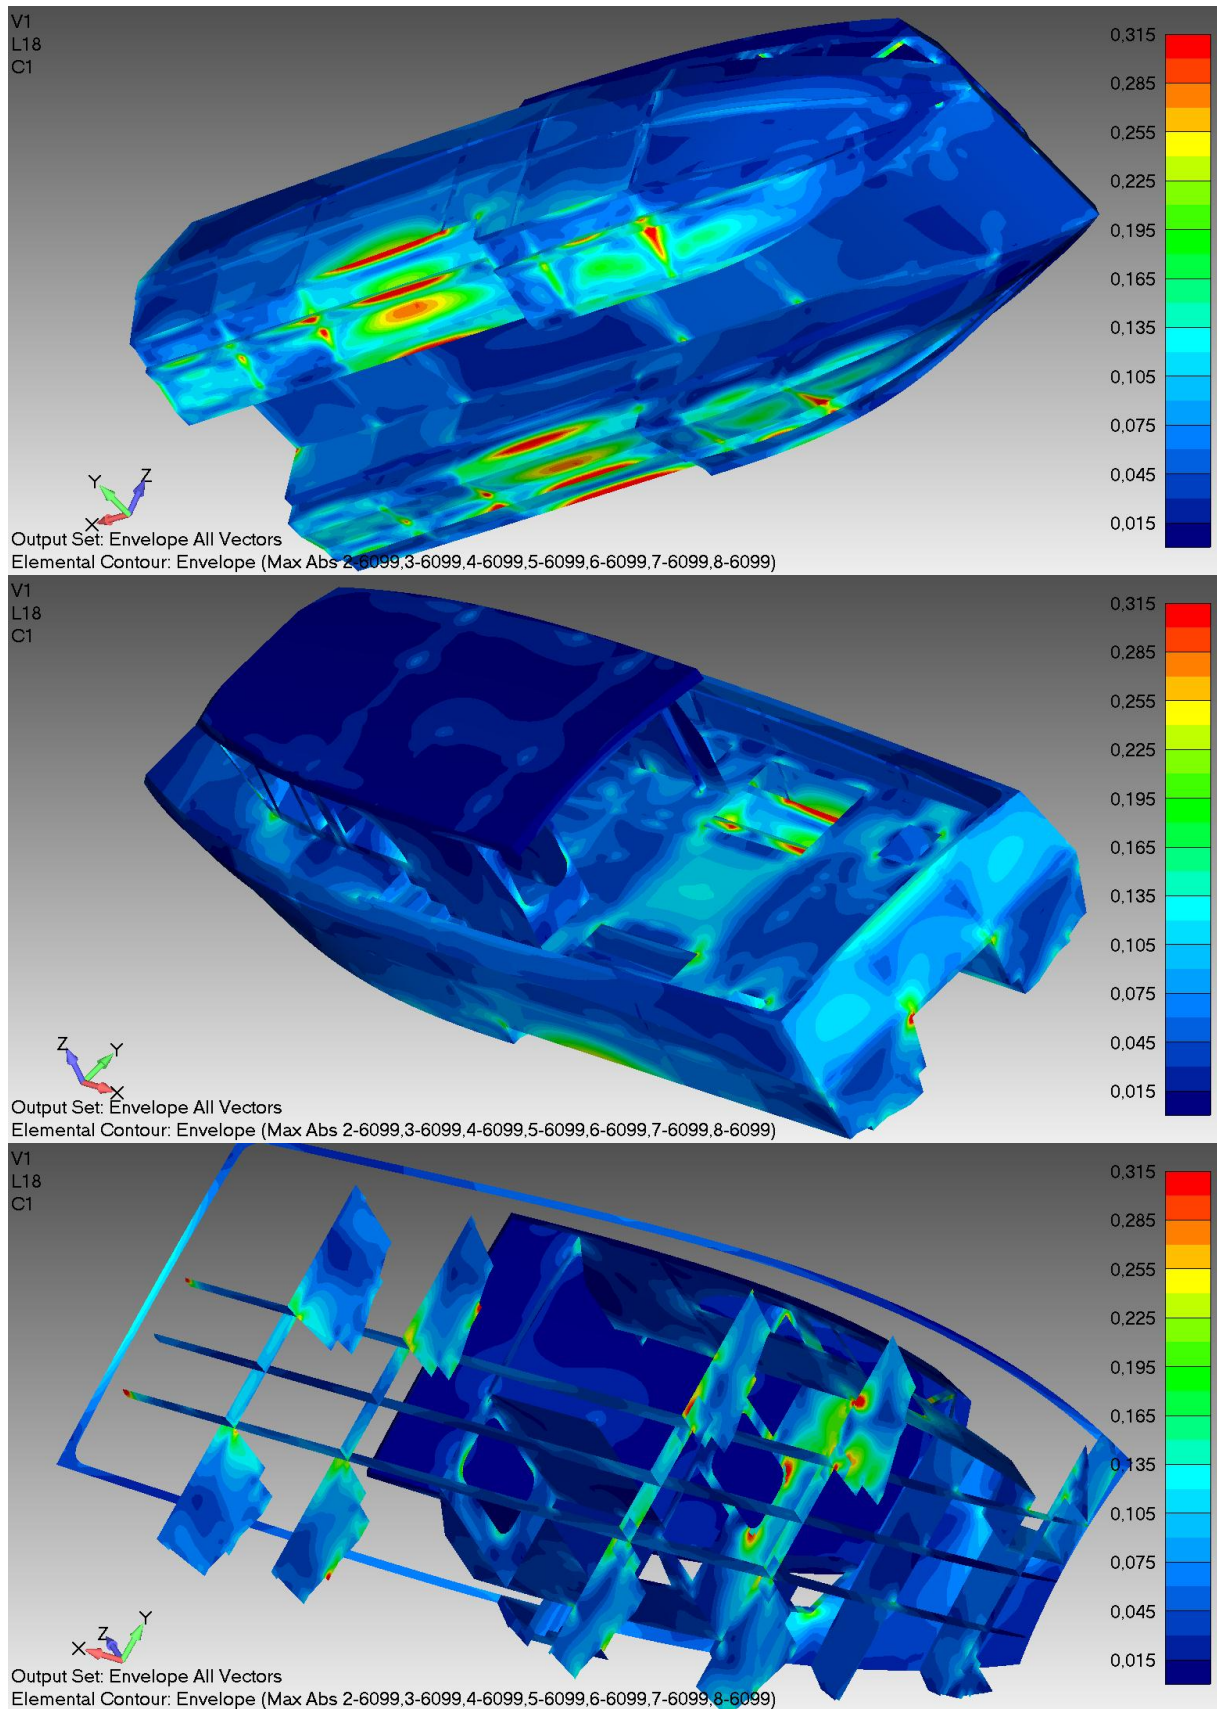 V1
L18
C1
0,315
0,285
0,255
0,225
0,195
0,165
0,135
0,105
0,075
0,045
0,015
Y
Z
X
Output Set: Envelope All Vectors
Elemental Contour: Envelope (Max Abs 2-6099,3-6099,4-6099,5-6099,6-6099,7-6099,8-6099)
V1
L18
C1
0,315
0,285
0,255
0,225
0,195
0,165
0,135
0,105
0,075
0,045
0,015
Z
Y
X
Output Set: Envelope All Vectors
Elemental Contour: Envelope (Max Abs 2-6099,3-6099,4-6099,5-6099,6-6099,7-6099,8-6099)
V1
L18
C1
0,315
0,285
0,255
0,225
0,195
0,165
0,135
0,105
0,075
0,045
0,015
X
Z
Y
Output Set: Envelope All Vectors
Elemental Contour: Envelope (Max Abs 2-6099,3-6099,4-6099,5-6099,6-6099,7-6099,8-6099)